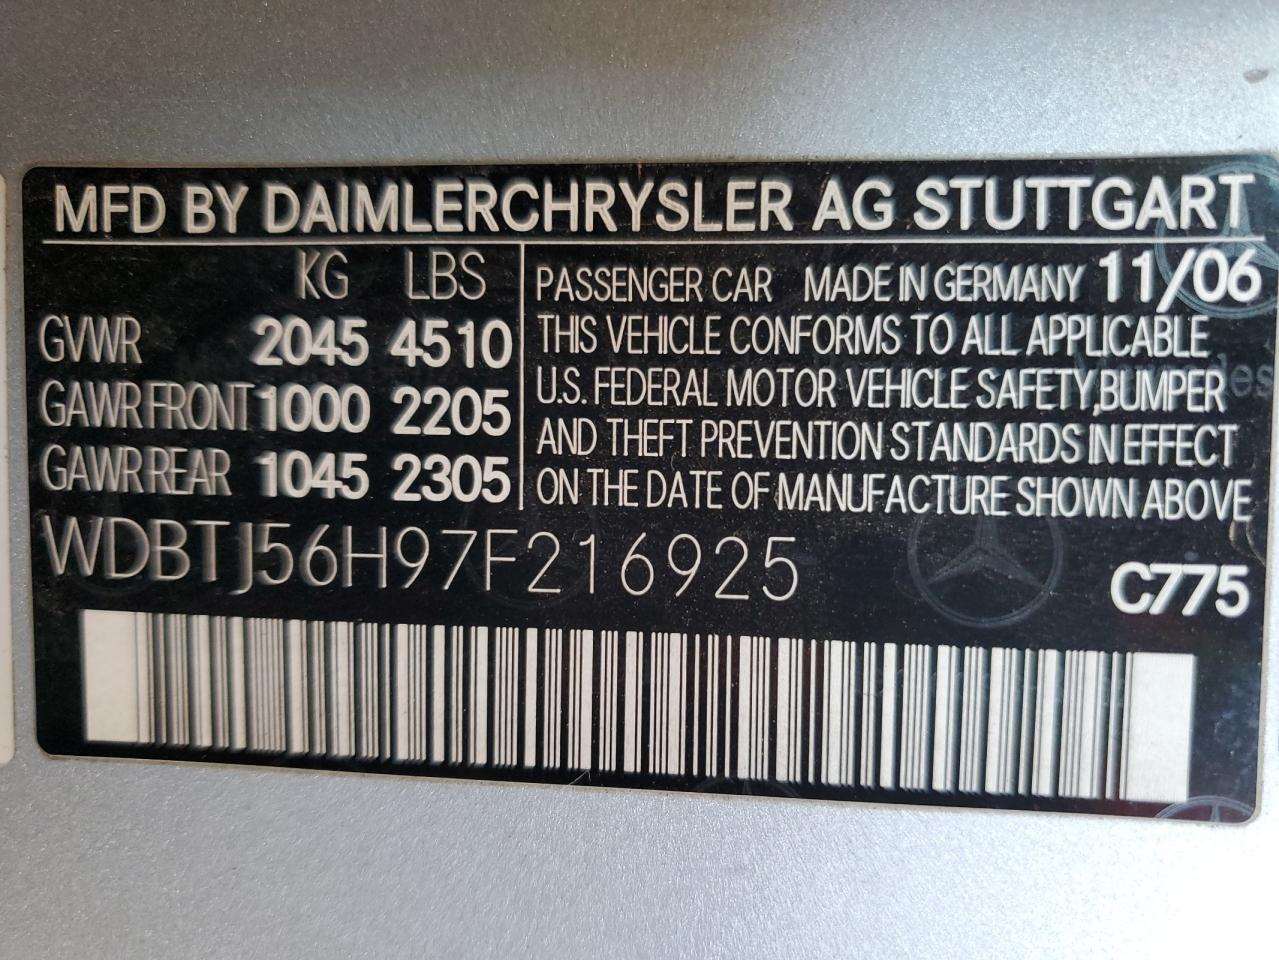 MFD BY DAIMLERCHRYSLER AG STUTTGART
KG LBS
GVWR 2045 4510
GAWR FRONT 1000 2205
GAWR REAR 1045 2305
PASSENGER CAR MADE IN GERMANY 11/06
THIS VEHICLE CONFORMS TO ALL APPLICABLE
U.S. FEDERAL MOTOR VEHICLE SAFETY,BUMPER
AND THEFT PREVENTION STANDARDS IN EFFECT
ON THE DATE OF MANUFACTURE SHOWN ABOVE
WDBTJ56H97F216925
C775